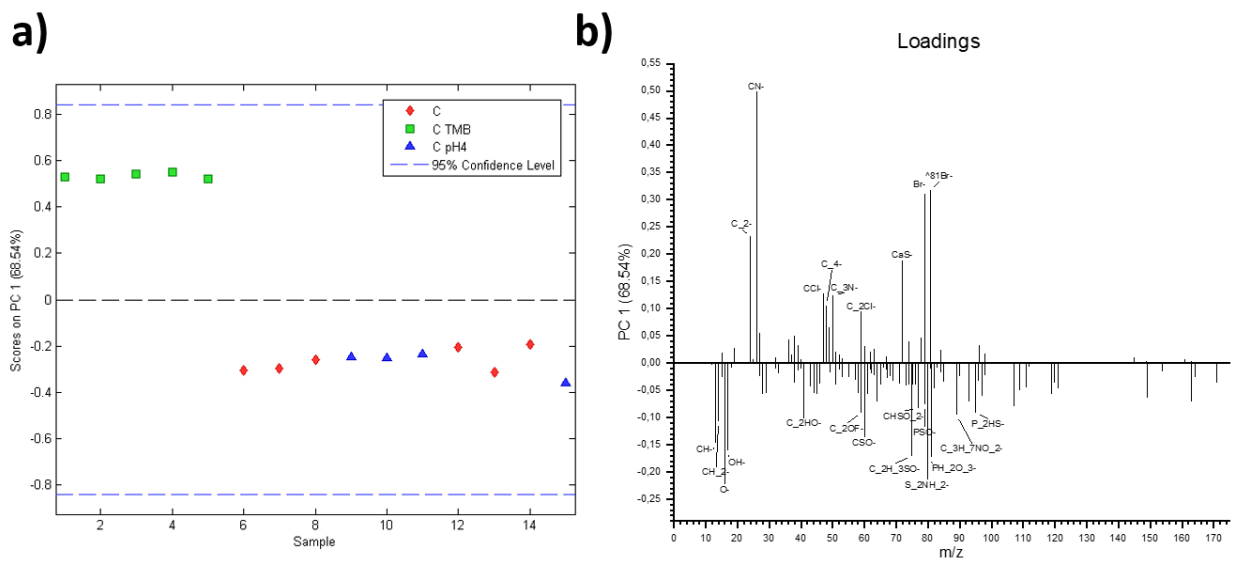 a)
0.8
0.6
0.4
0.2
0
-0.2
-0.4
-0.6
-0.8
2
4
6
8
10
12
14
Scores on PC 1 (68.54%)
Sample
C
C TMB
C pH4
95% Confidence Level
b)
Loadings
0,55
0,50
0,45
0,40
0,35
0,30
0,25
0,20
0,15
0,10
0,05
0,00
-0,05
-0,10
-0,15
-0,20
-0,25
PC 1 (68.54%)
CN-
^81Br-
Br-
C_2-
C_4-
CaS-
CCl-
C_3N-
C_2Cl-
C_2HO-
C_2OF-
CHSO_2-
PSO-
P_2HS-
CSO-
CH-
OH-
CH_2-
O-
C_3H_7NO_2-
C_2H_3SO-
PH_2O_3-
S_2NH_2-
0
10
20
30
40
50
60
70
80
90
100
110
120
130
140
150
160
170
m/z